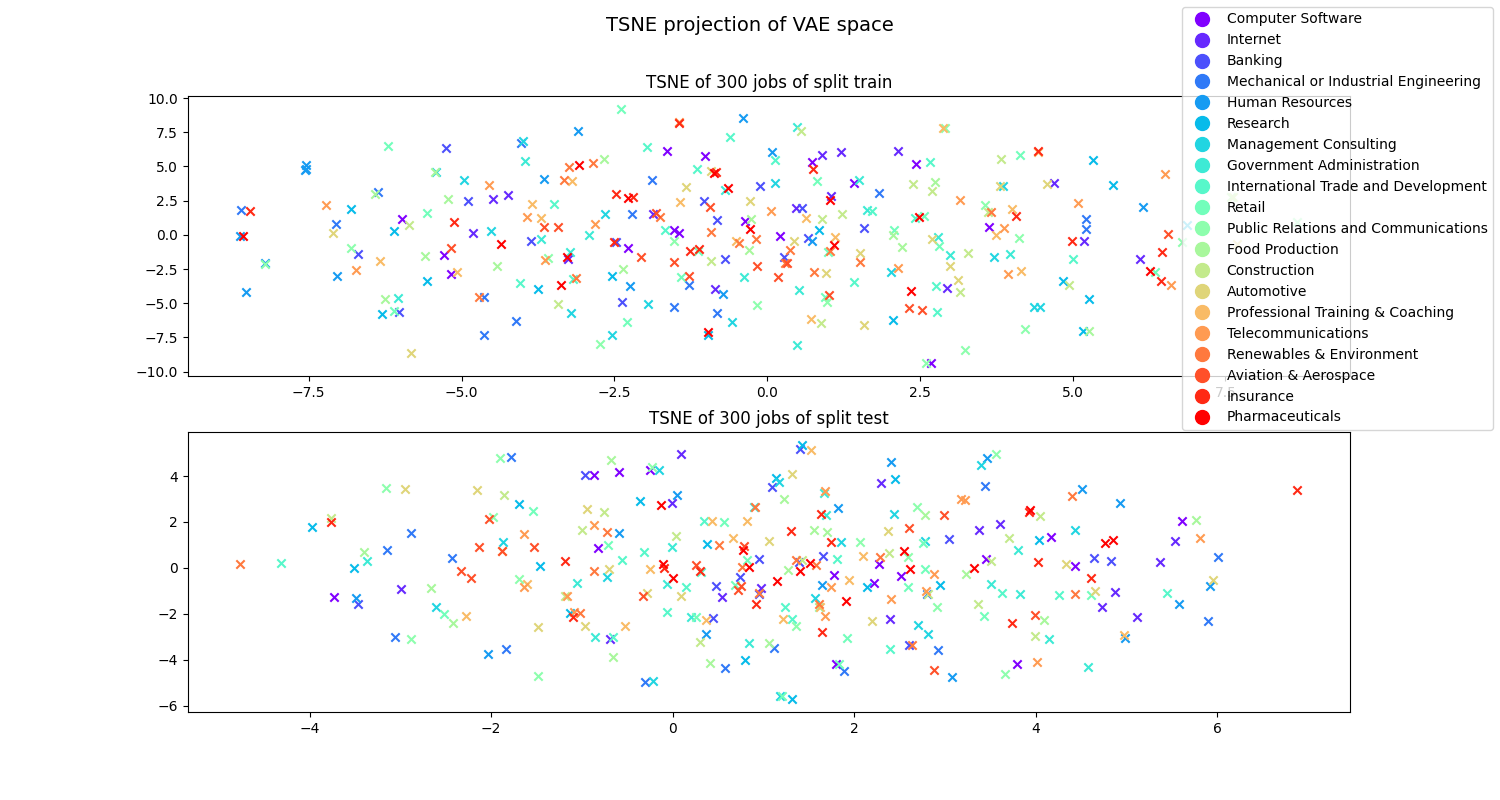 TSNE projection of VAE space
TSNE of 300 jobs of split train
10.0
7.5
5.0
2.5
0.0
−2.5
−5.0
−7.5
−10.0
−7.5 −5.0 −2.5 0.0 2.5 5.0 7.5
Computer Software
Internet
Banking
Mechanical or Industrial Engineering
Human Resources
Research
Management Consulting
Government Administration
International Trade and Development
Retail
Public Relations and Communications
Food Production
Construction
Automotive
Professional Training & Coaching
Telecommunications
Renewables & Environment
Aviation & Aerospace
Insurance
Pharmaceuticals
TSNE of 300 jobs of split test
4
2
0
−2
−4
−6
−4 −2 0 2 4 6